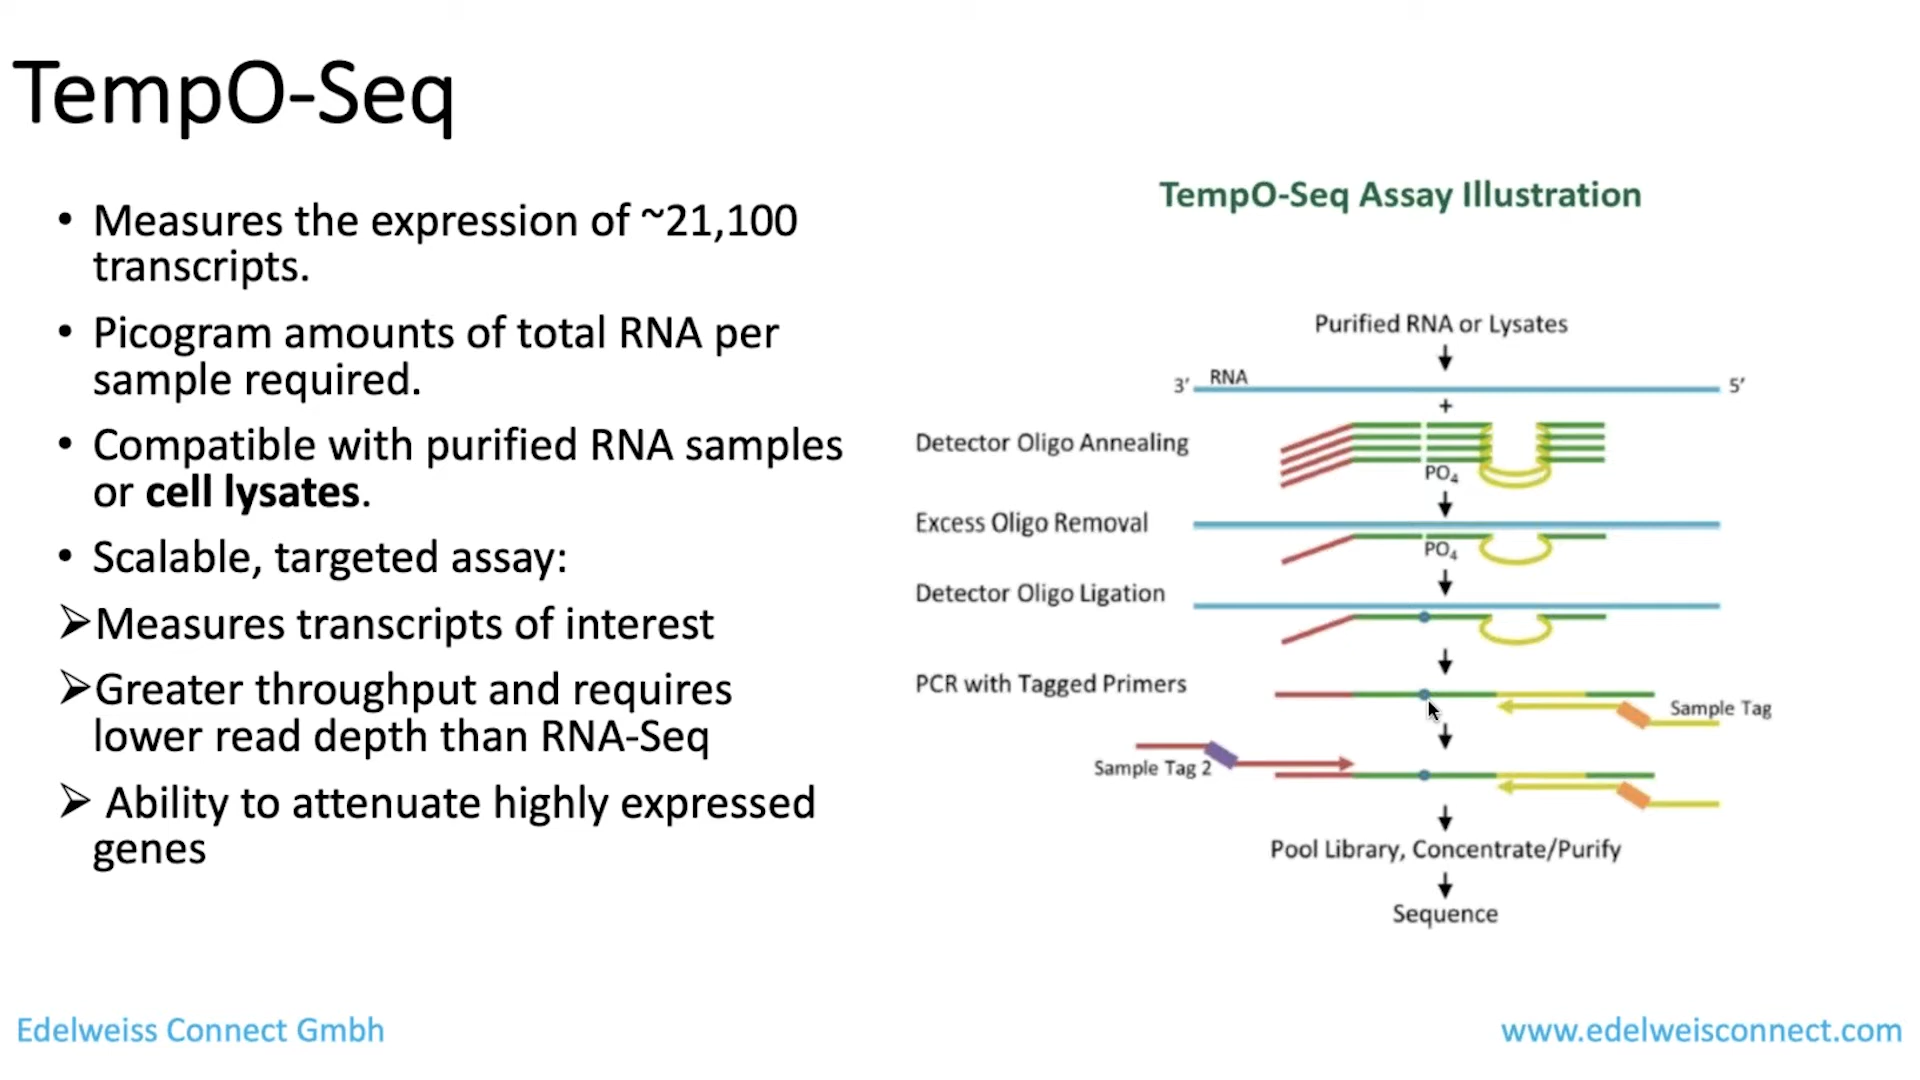 TempO-Seq
• Measures the expression of ~21,100
transcripts.
• Picogram amounts of total RNA per
sample required.
• Compatible with purified RNA samples
or cell lysates.
• Scalable, targeted assay:
➢Measures transcripts of interest
➢Greater throughput and requires
lower read depth than RNA-Seq
➢ Ability to attenuate highly expressed
genes
TempO-Seq Assay Illustration
Purified RNA or Lysates
3’ RNA 5’
+
Detector Oligo Annealing
PO4
Excess Oligo Removal
PO4
Detector Oligo Ligation
PCR with Tagged Primers
Sample Tag
Sample Tag 2
Pool Library, Concentrate/Purify
Sequence
Edelweiss Connect Gmbh
www.edelweisconnect.com